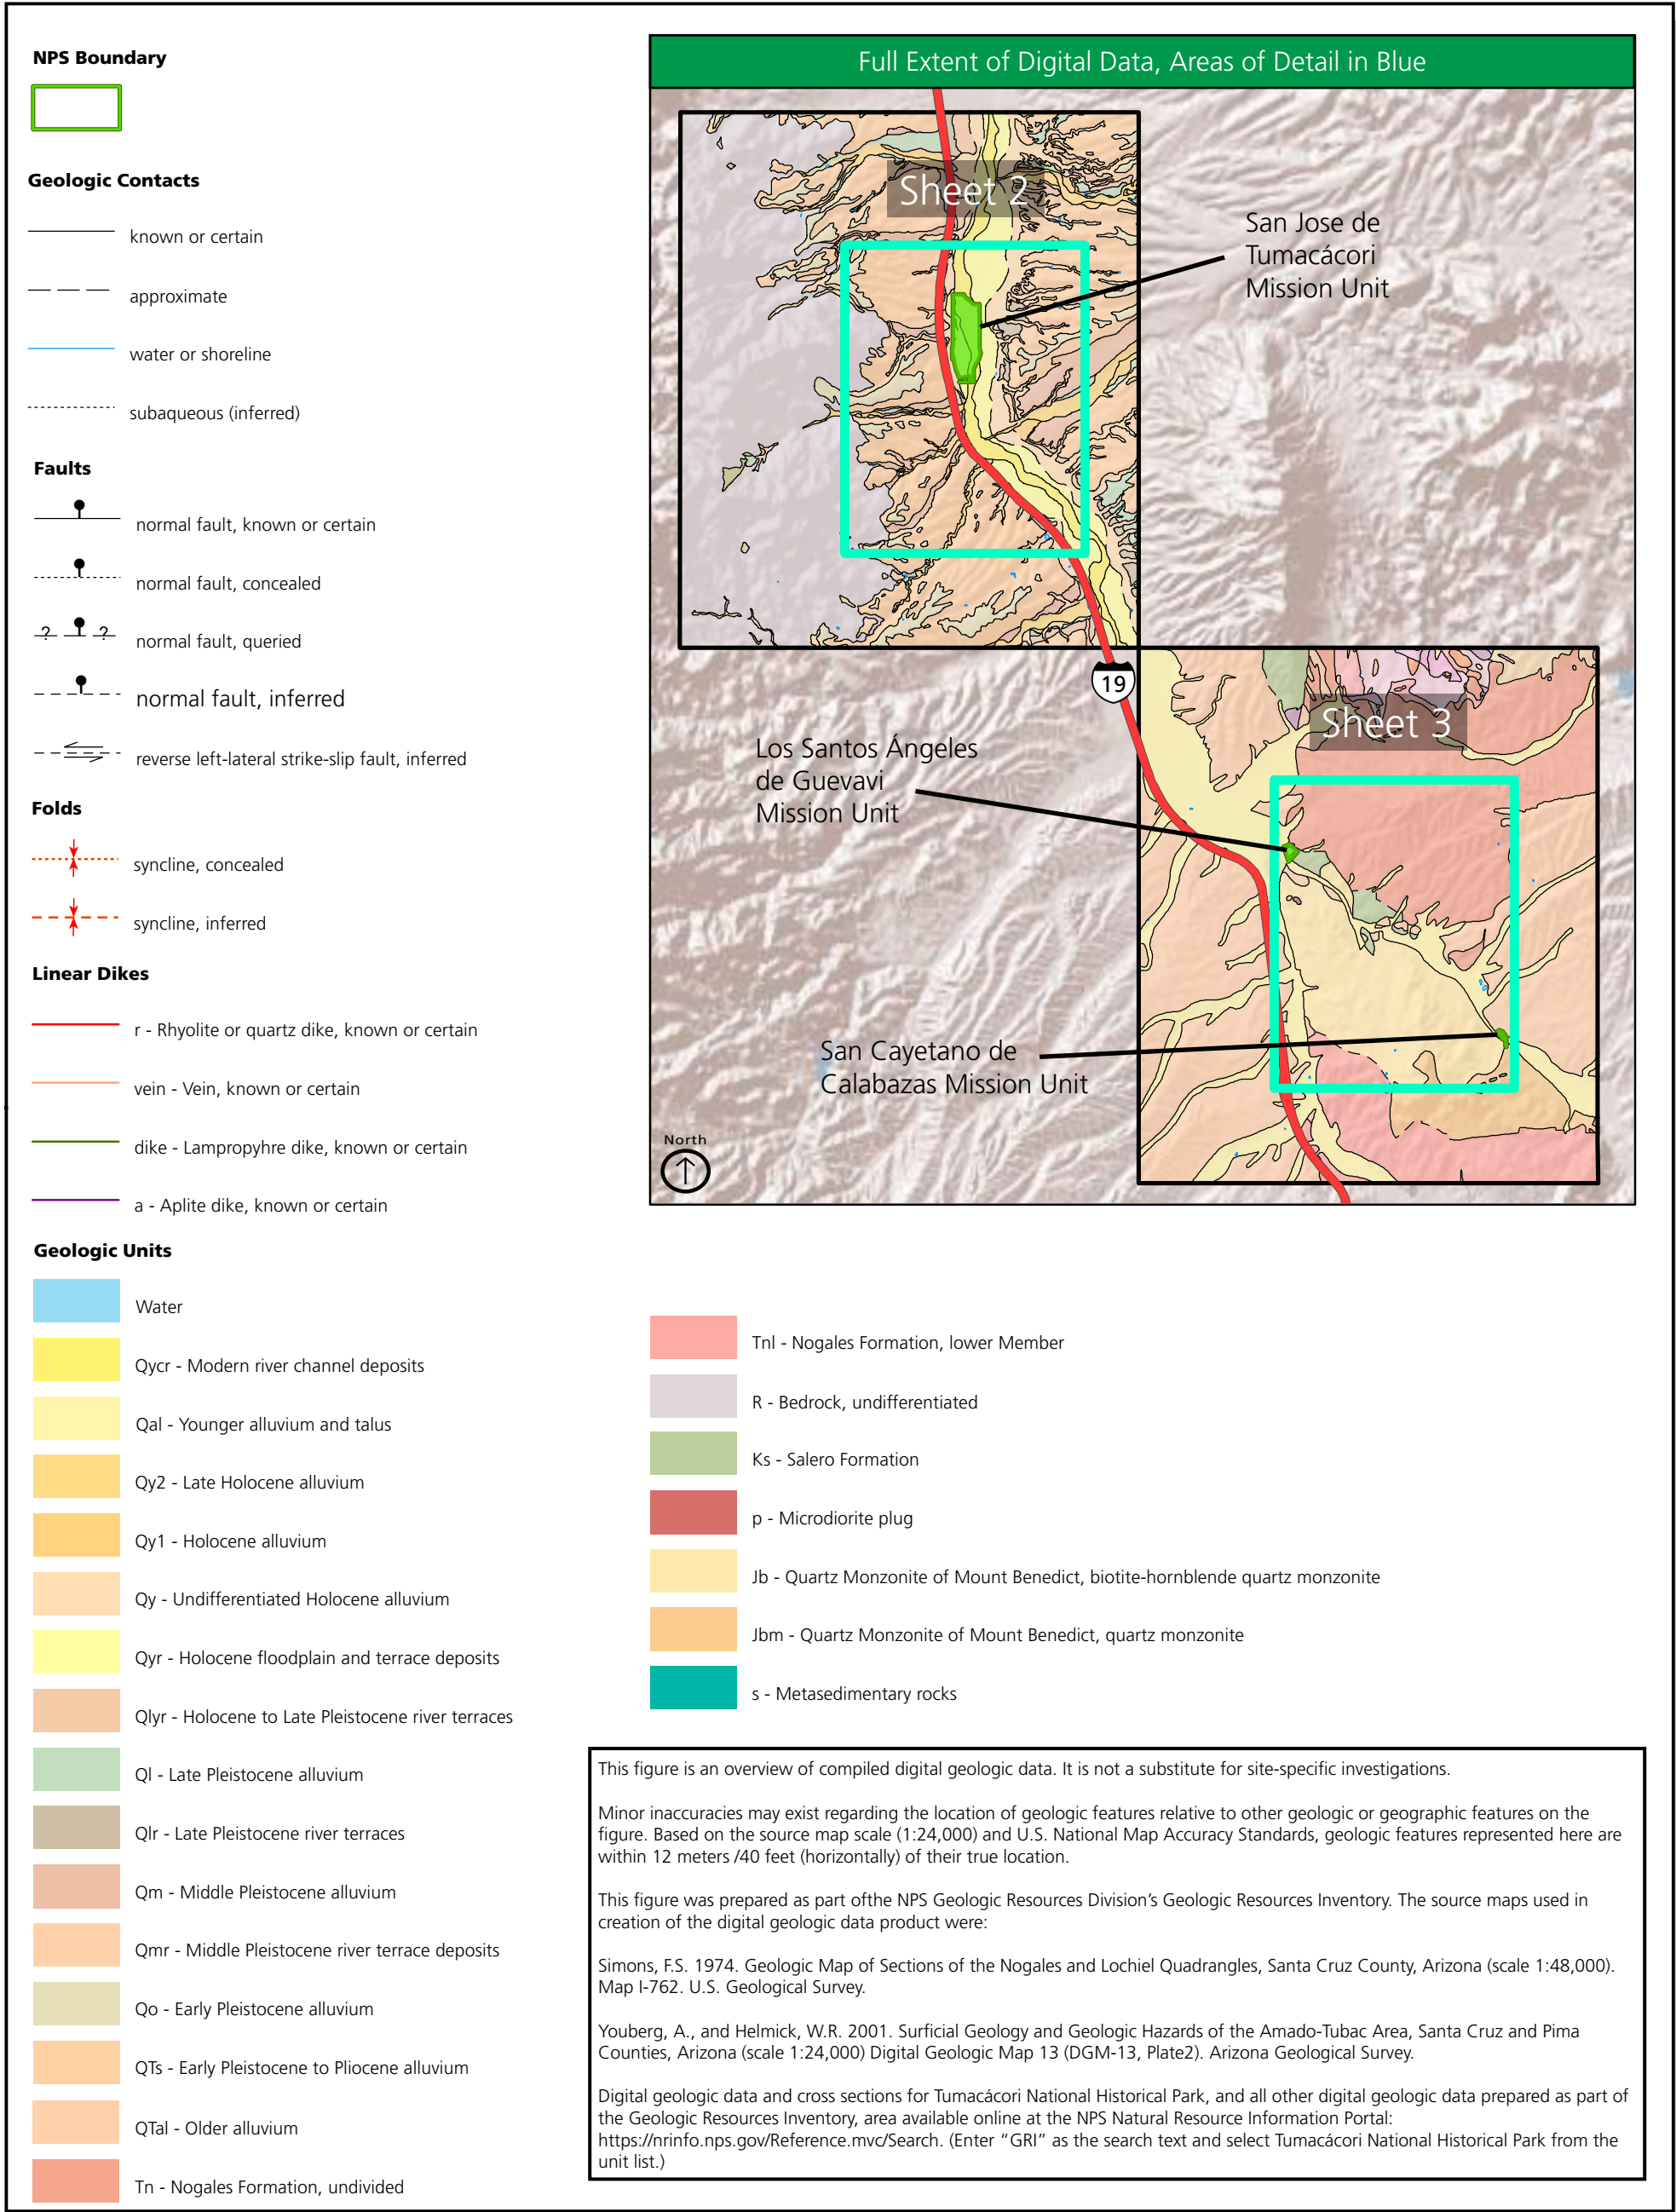 NPS Boundary
Geologic Contacts
known or certain
approximate
water or shoreline
subaqueous (inferred)
Faults
normal fault, known or certain
normal fault, concealed
? ?
normal fault, queried
normal fault, inferred
reverse left-lateral strike-slip fault, inferred
Folds
syncline, concealed
syncline, inferred
Linear Dikes
r - Rhyolite or quartz dike, known or certain
vein - Vein, known or certain
dike - Lampropyhre dike, known or certain
a - Aplite dike, known or certain
Geologic Units
Water
Qycr - Modern river channel deposits
Qal - Younger alluvium and talus
Qy2 - Late Holocene alluvium
Qy1 - Holocene alluvium
Qy - Undifferentiated Holocene alluvium
Qyr - Holocene floodplain and terrace deposits
Qlyr - Holocene to Late Pleistocene river terraces
Ql - Late Pleistocene alluvium
Qlr - Late Pleistocene river terraces
Qm - Middle Pleistocene alluvium
Qmr - Middle Pleistocene river terrace deposits
Qo - Early Pleistocene alluvium
QTs - Early Pleistocene to Pliocene alluvium
QTal - Older alluvium
Tn - Nogales Formation, undivided
Full Extent of Digital Data, Areas of Detail in Blue
Sheet 2
San Jose de
Tumacácori
Mission Unit
19
Sheet 3
Los Santos Ángeles
de Guevavi
Mission Unit
San Cayetano de
Calabazas Mission Unit
North
Tnl - Nogales Formation, lower Member
R - Bedrock, undifferentiated
Ks - Salero Formation
p - Microdiorite plug
Jb - Quartz Monzonite of Mount Benedict, biotite-hornblende quartz monzonite
Jbm - Quartz Monzonite of Mount Benedict, quartz monzonite
s - Metasedimentary rocks
This figure is an overview of compiled digital geologic data. It is not a substitute for site-specific investigations.
Minor inaccuracies may exist regarding the location of geologic features relative to other geologic or geographic features on the
figure. Based on the source map scale (1:24,000) and U.S. National Map Accuracy Standards, geologic features represented here are
within 12 meters /40 feet (horizontally) of their true location.
This figure was prepared as part ofthe NPS Geologic Resources Division's Geologic Resources Inventory. The source maps used in
creation of the digital geologic data product were:
Simons, F.S. 1974. Geologic Map of Sections of the Nogales and Lochiel Quadrangles, Santa Cruz County, Arizona (scale 1:48,000).
Map I-762. U.S. Geological Survey.
Youberg, A., and Helmick, W.R. 2001. Surficial Geology and Geologic Hazards of the Amado-Tubac Area, Santa Cruz and Pima
Counties, Arizona (scale 1:24,000) Digital Geologic Map 13 (DGM-13, Plate2). Arizona Geological Survey.
Digital geologic data and cross sections for Tumacácori National Historical Park, and all other digital geologic data prepared as part of
the Geologic Resources Inventory, area available online at the NPS Natural Resource Information Portal:
https://nrinfo.nps.gov/Reference.mvc/Search. (Enter “GRI” as the search text and select Tumacácori National Historical Park from the
unit list.)